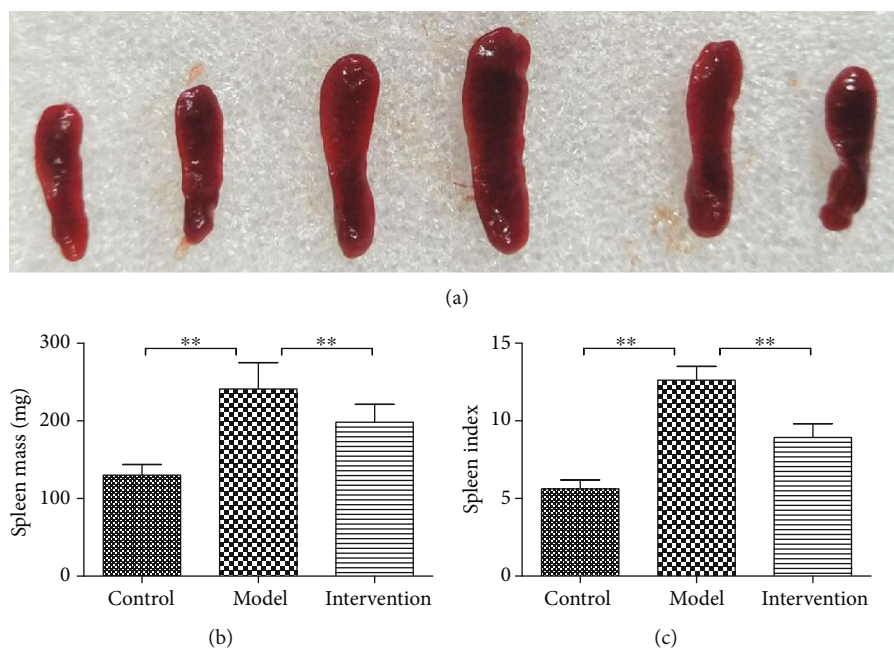 (a)
300
200
100
0
Spleen mass (mg)
** **
Control Model Intervention
(b)
15
10
5
0
Spleen index
** **
Control Model Intervention
(c)